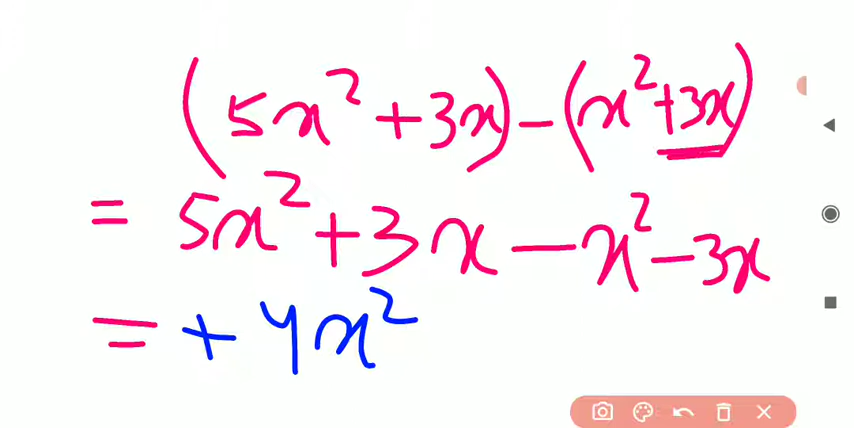 (5x² + 3x) - (x² + 3x)
= 5x² + 3x - x² - 3x
= + 4x²